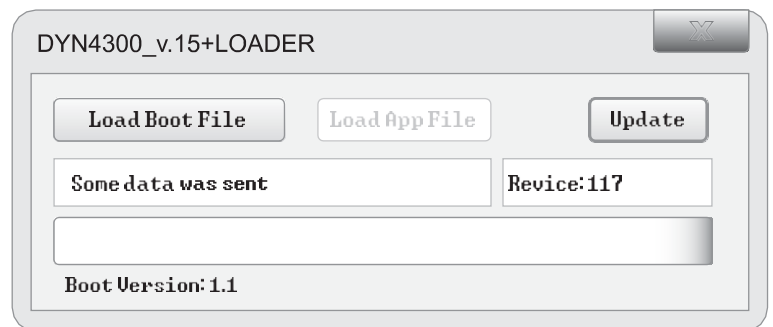 DYN4300_v.15+LOADER
X
Load Boot File
Load App File
Update
Some data was sent
Revice:117
Boot Version:1.1